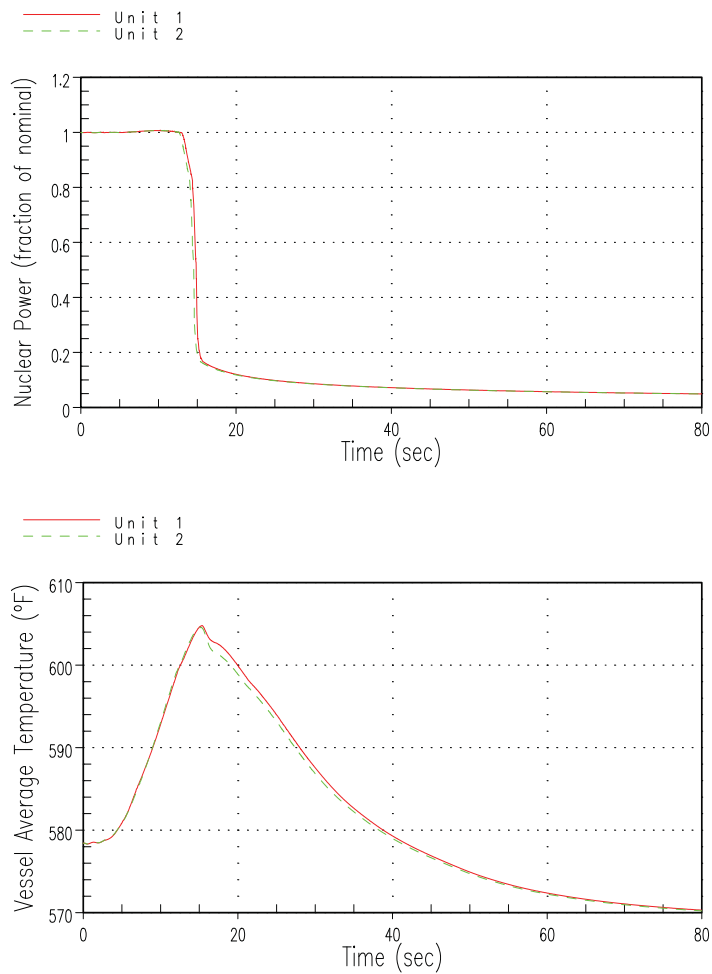 Unit 1
Unit 2
Nuclear Power (fraction of nominal)
1.2
1
0.8
0.6
0.4
0.2
0
0 20 40 60 80
Time (sec)
Unit 1
Unit 2
Vessel Average Temperature (ºF)
610
600
590
580
570
0 20 40 60 80
Time (sec)